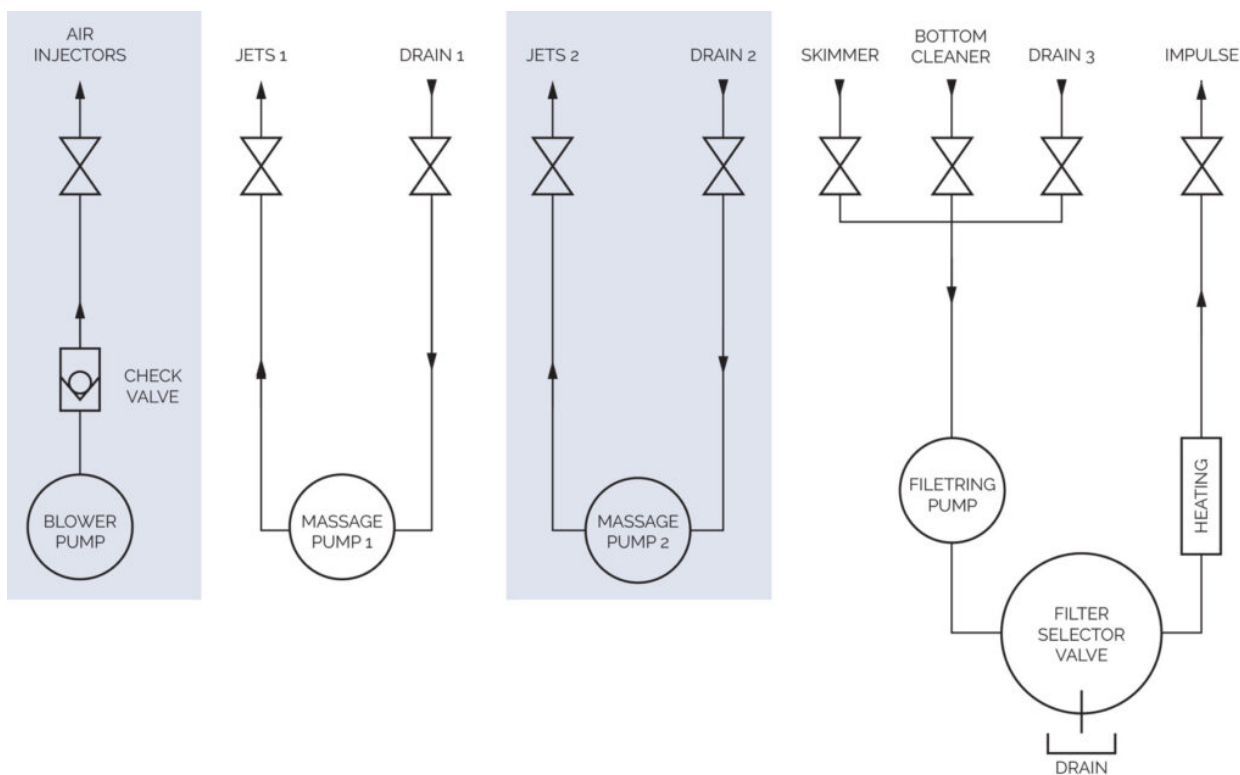 AIR
INJECTORS
JETS 1
DRAIN 1
JETS 2
DRAIN 2
SKIMMER
BOTTOM
CLEANER
DRAIN 3
IMPULSE
CHECK
VALVE
BLOWER
PUMP
MASSAGE
PUMP 1
MASSAGE
PUMP 2
FILETRING
PUMP
HEATING
FILTER
SELECTOR
VALVE
DRAIN